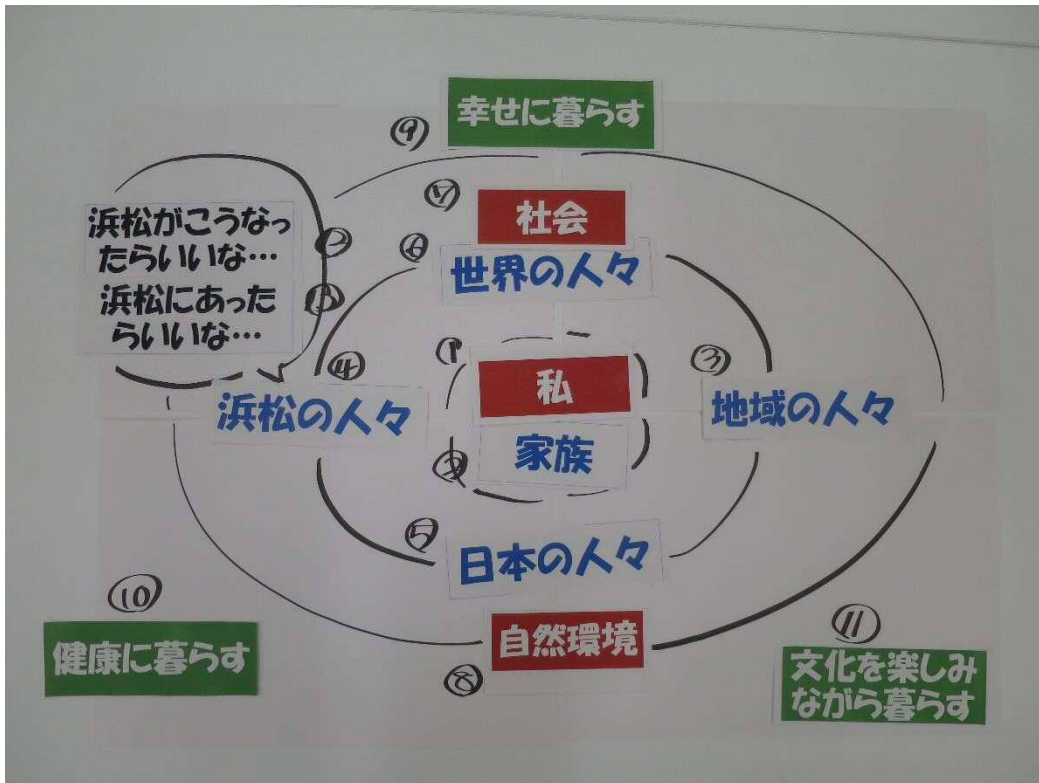 ⑨
幸せに暮らす
⑦
社会
⑥
世界の人々
浜松がこうなっ
たらいいな…
⑫
浜松にあった
らいいな…
⑬
①
私
②
家族
③
地域の人々
④
浜松の人々
⑤
日本の人々
⑧
自然環境
⑩
健康に暮らす
⑪
文化を楽しみ
ながら暮らす